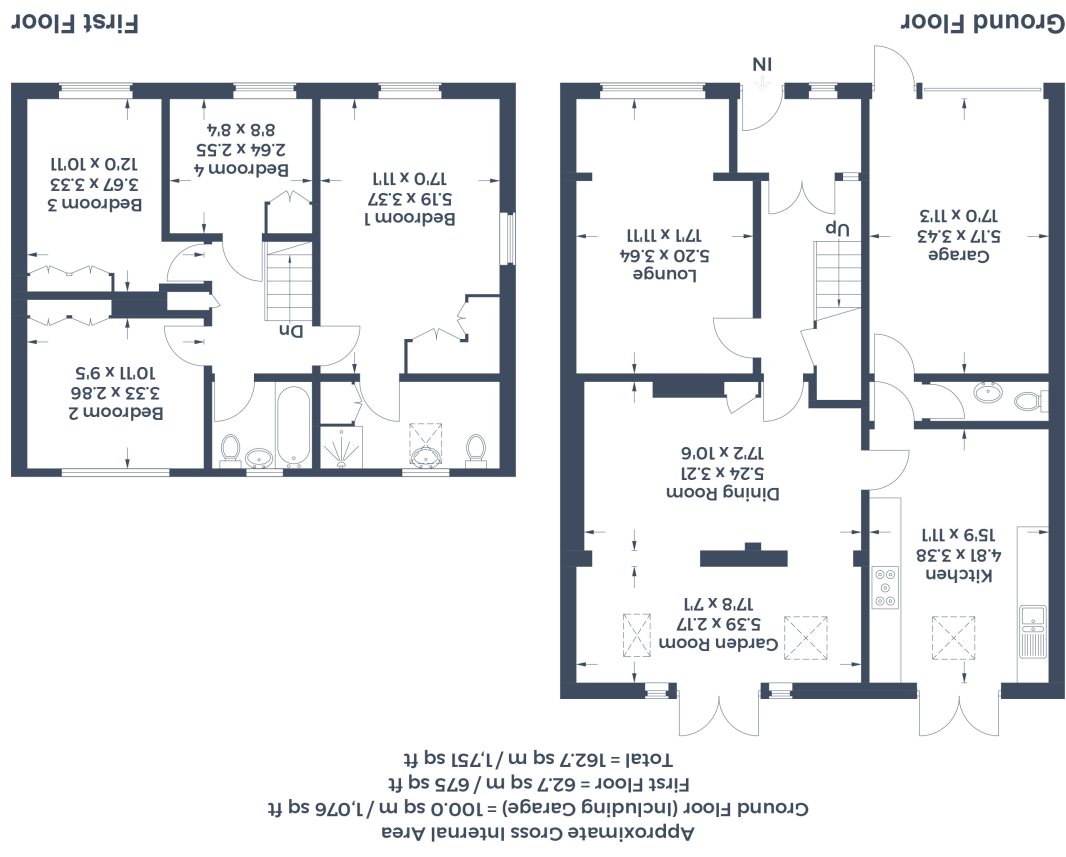 Approximate Gross Internal Area
Ground Floor (Including Garage) = 100.0 sq m / 1,076 sq ft
First Floor = 62.7 sq m / 675 sq ft
Total = 162.7 sq m / 1,751 sq ft
Garden Room
5.39 x 2.17
17'8 x 7'1
Kitchen
4.81 x 3.38
15'9 x 11'1
Dining Room
5.24 x 3.21
17'2 x 10'6
Lounge
5.20 x 3.64
17'1 x 11'11
Up
Garage
5.17 x 3.43
17'0 x 11'3
IN
Ground Floor
Bedroom 2
3.33 x 2.86
10'11 x 9'5
Dn
Bedroom 1
5.19 x 3.37
17'0 x 11'1
Bedroom 3
3.67 x 3.33
12'0 x 10'11
Bedroom 4
2.64 x 2.55
8'8 x 8'4
First Floor